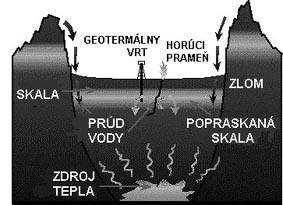 GEOTERMÁLNY
VRT
HORÚCI
PRAMEŇ
SKALA
ZLOM
PRÚD
VODY
POPRASKANÁ
SKALA
ZDROJ
TEPLA